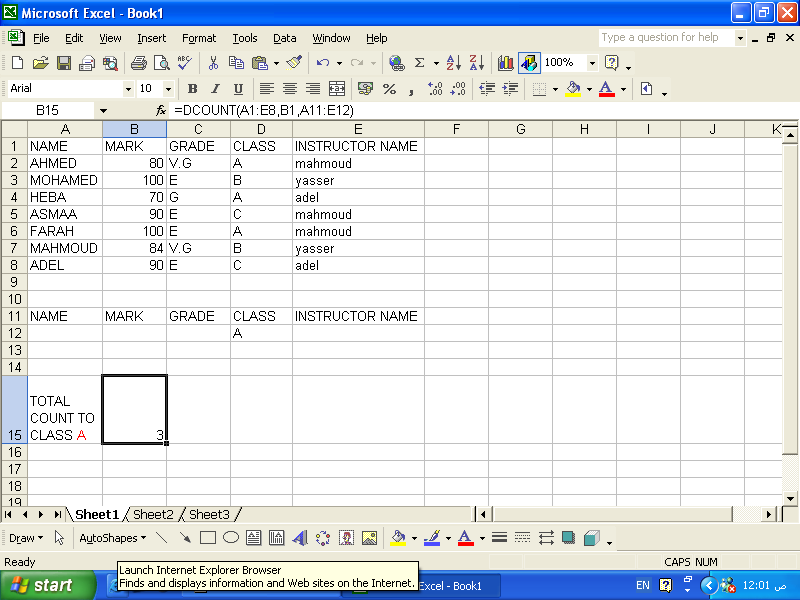 Microsoft Excel - Book1
File Edit View Insert Format Tools Data Window Help Type a question for help
100%
Arial 10 B I U
B15 fx =DCOUNT(A1:E8,B1,A11:E12)
A B C D E F G H I J K
1 NAME MARK GRADE CLASS INSTRUCTOR NAME
2 AHMED 80 V.G A mahmoud
3 MOHAMED 100 E B yasser
4 HEBA 70 G A adel
5 ASMAA 90 E C mahmoud
6 FARAH 100 E A mahmoud
7 MAHMOUD 84 V.G B yasser
8 ADEL 90 E C adel
9
10
11 NAME MARK GRADE CLASS INSTRUCTOR NAME
12 A
13
14
TOTAL
COUNT TO
15 CLASS A 3
16
17
18
19
Sheet1 Sheet2 Sheet3
Draw AutoShapes
Ready CAPS NUM
Launch Internet Explorer Browser
Finds and displays information and Web sites on the Internet.
start Excel - Book1 EN 12:01 ص